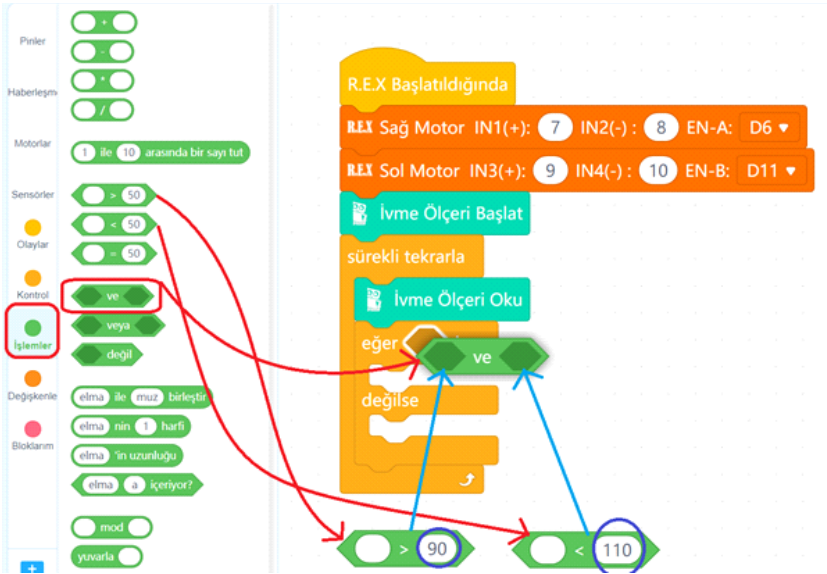 Pinler
Haberleşm
Motorlar
Sensörler
Olaylar
Kontrol
İşlemler
Değişkenle
Bloklarım
+
-
*
/
1 ile 10 arasında bir sayı tut
> 50
< 50
= 50
ve
veya
değil
elma ile muz birleştir
elma nin 1 harfi
elma 'in uzunluğu
elma a içeriyor?
mod
yuvarla
R.E.X Başlatıldığında
R.E.X Sağ Motor IN1(+): 7 IN2(-) : 8 EN-A: D6
R.E.X Sol Motor IN3(+): 9 IN4(-) : 10 EN-B: D11
İvme Ölçeri Başlat
sürekli tekrarla
İvme Ölçeri Oku
eğer
ve
değilse
> 90
< 110